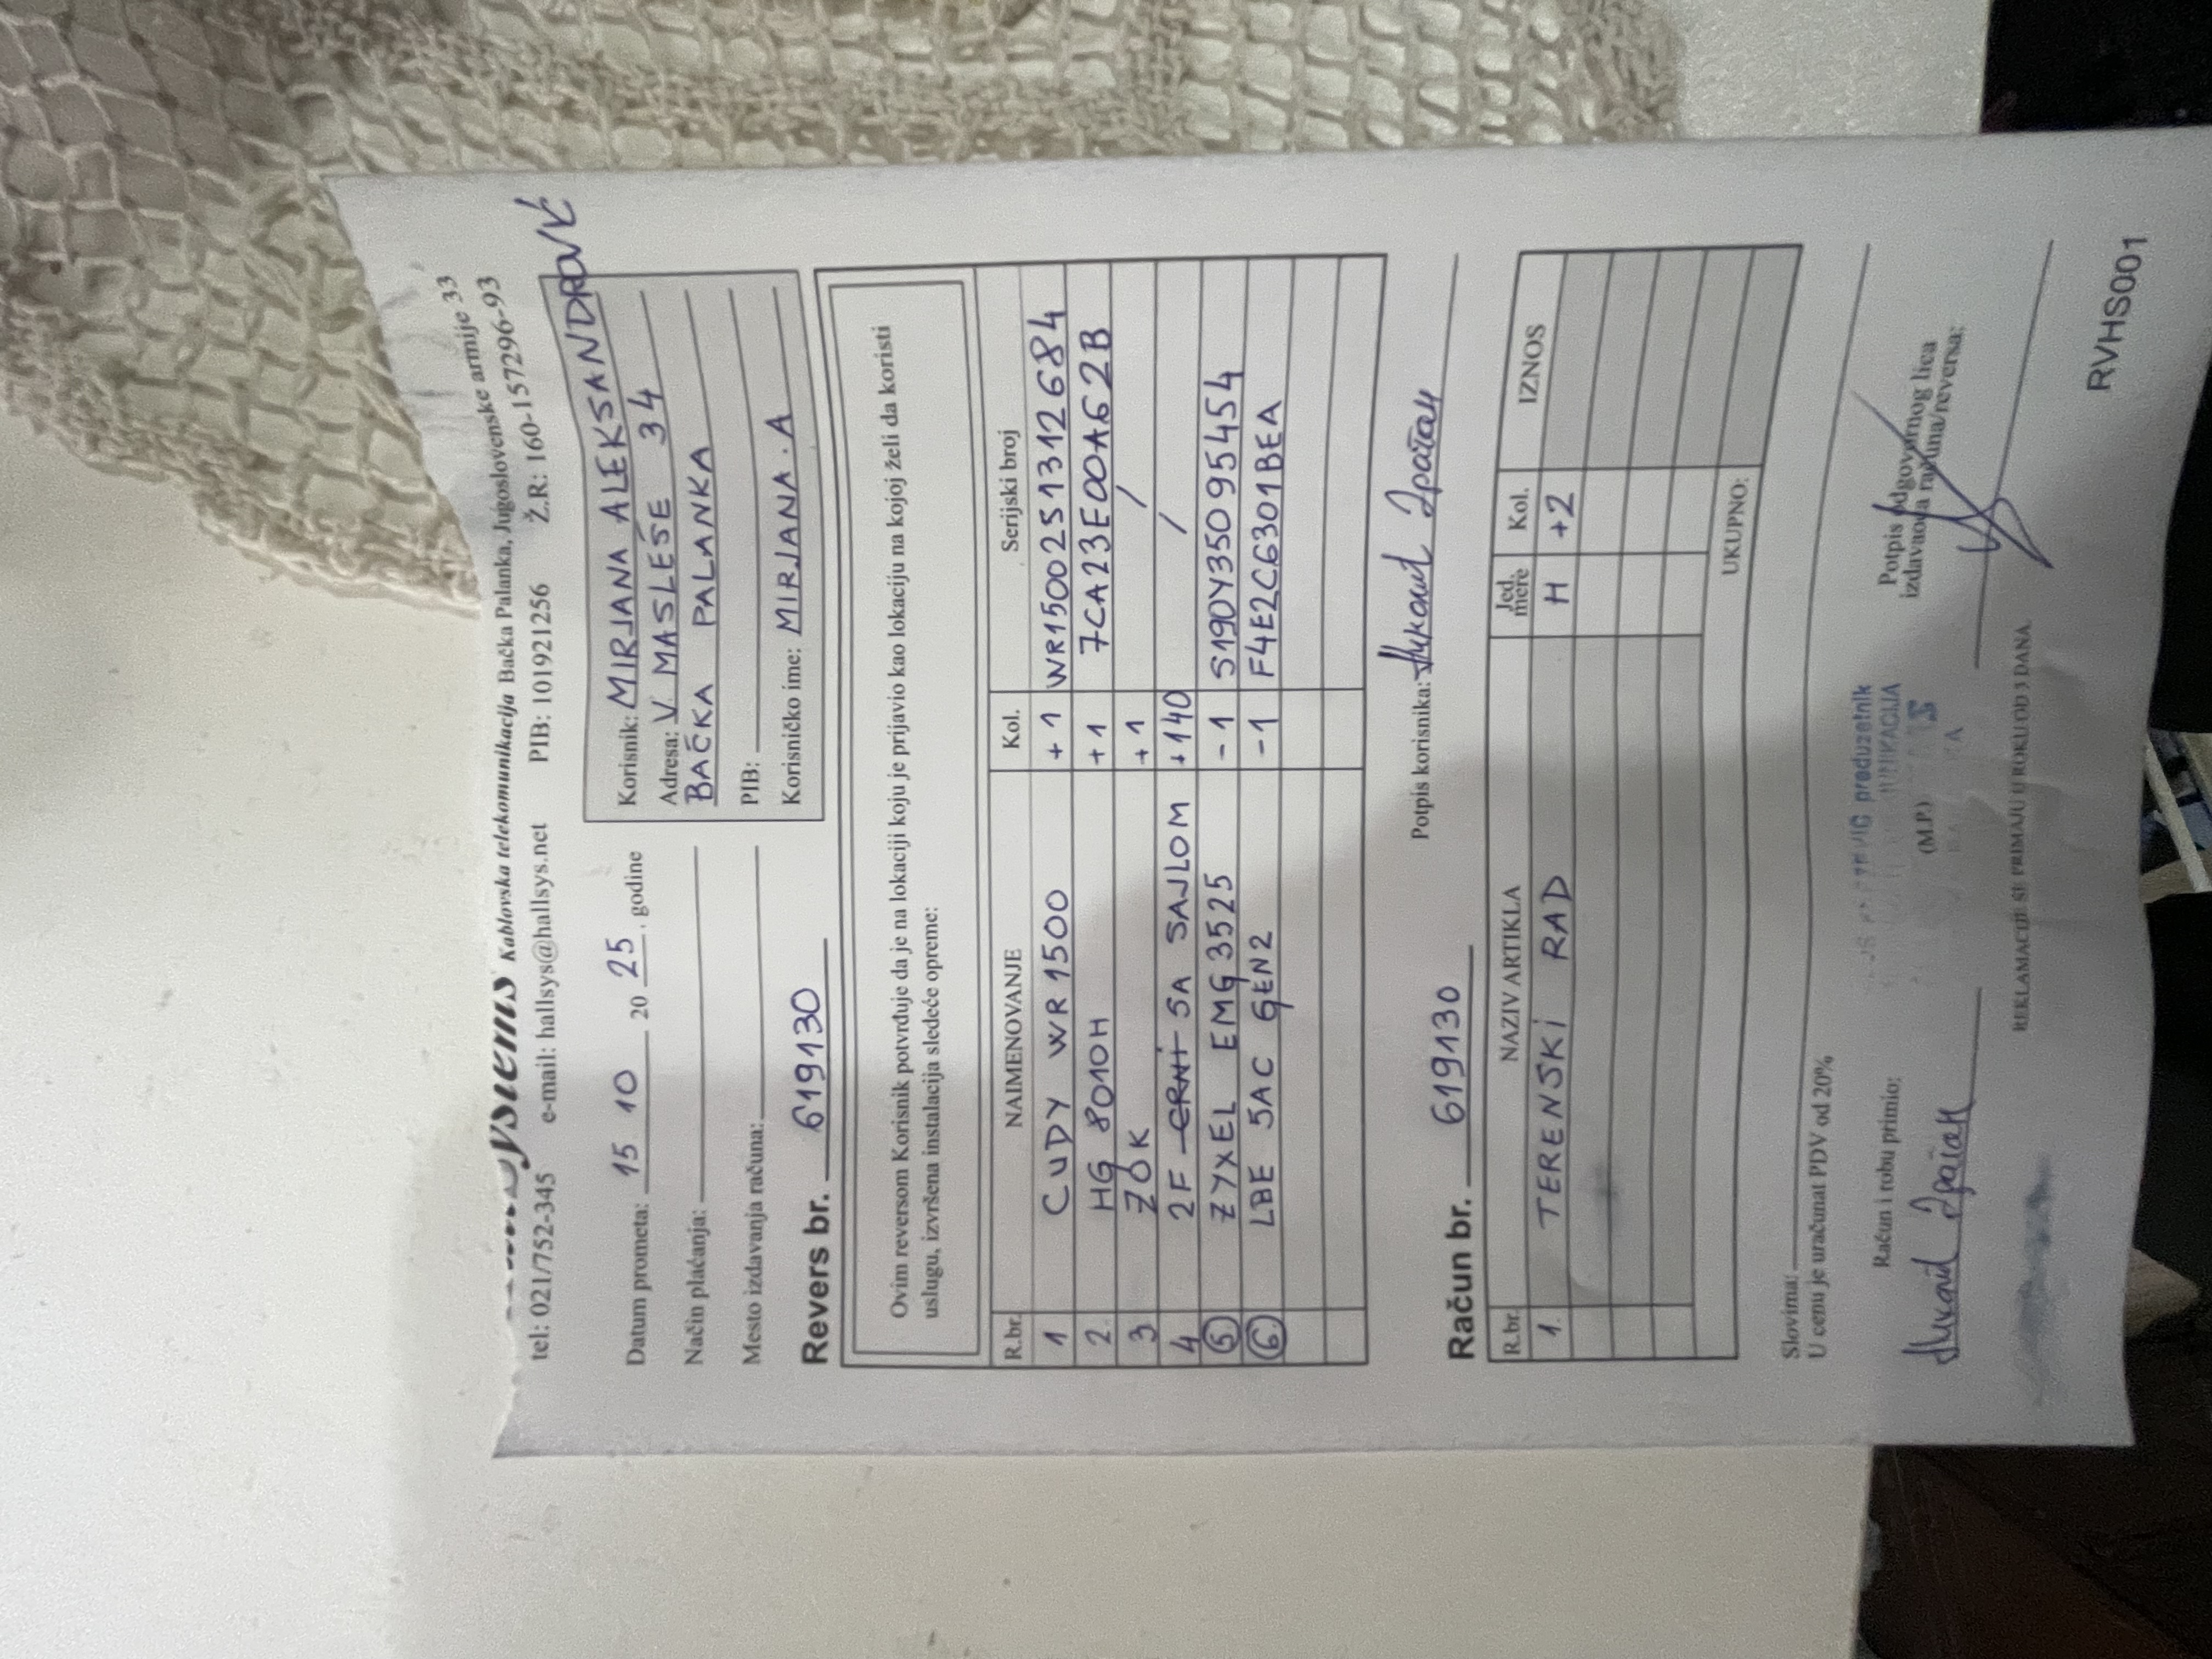 Kablovska telekomunikacija Bačka Palanka, Jugoslovenske armije 33
tel: 021/752-345 e-mail: hallsys@hallsys.net PIB: 101921256 Ž.R: 160-157296-93
Datum prometa: 15 10 20 25. godine
Način plaćanja:
Mesto izdavanja računa:
Korisnik: MIRJANA ALEKSANDROVIĆ
Adresa: V MASLEŠE 34
BAČKA PALANKA
PIB:
Korisničko ime: MIRJANA.A
Revers br. 619130
Ovim reversom Korisnik potvrđuje da je na lokaciji koju je prijavio kao lokaciju na kojoj želi da koristi
uslugu, izvršena instalacija sledeće opreme:
R.br. NAIMENOVANJE Kol. Serijski broj
1 CUDY WR1500 +1 WR15002S1312684
2. HG 8010H +1 7CA23E00A62B
3 ZOK +1 /
4 2F CRNI SA SAJLOM +140 /
5 ZYXEL EMG3525 -1 S190Y35095454
6 LBE 5AC GEN2 -1 F4E2C6301BEA
Potpis korisnika:
Račun br. 619130
R.br. NAZIV ARTIKLA Jed. mere Kol. IZNOS
1. TERENSKI RAD H +2
UKUPNO:
Slovima:
U cenu je uračunat PDV od 20%
Račun i robu primio:
preduzetnik
(M.P.)
Potpis odgovornog lica
izdavaoca računa/reversa:
REKLAMACIJE SE PRIMAJU U ROKU OD 3 DANA
RVHS001